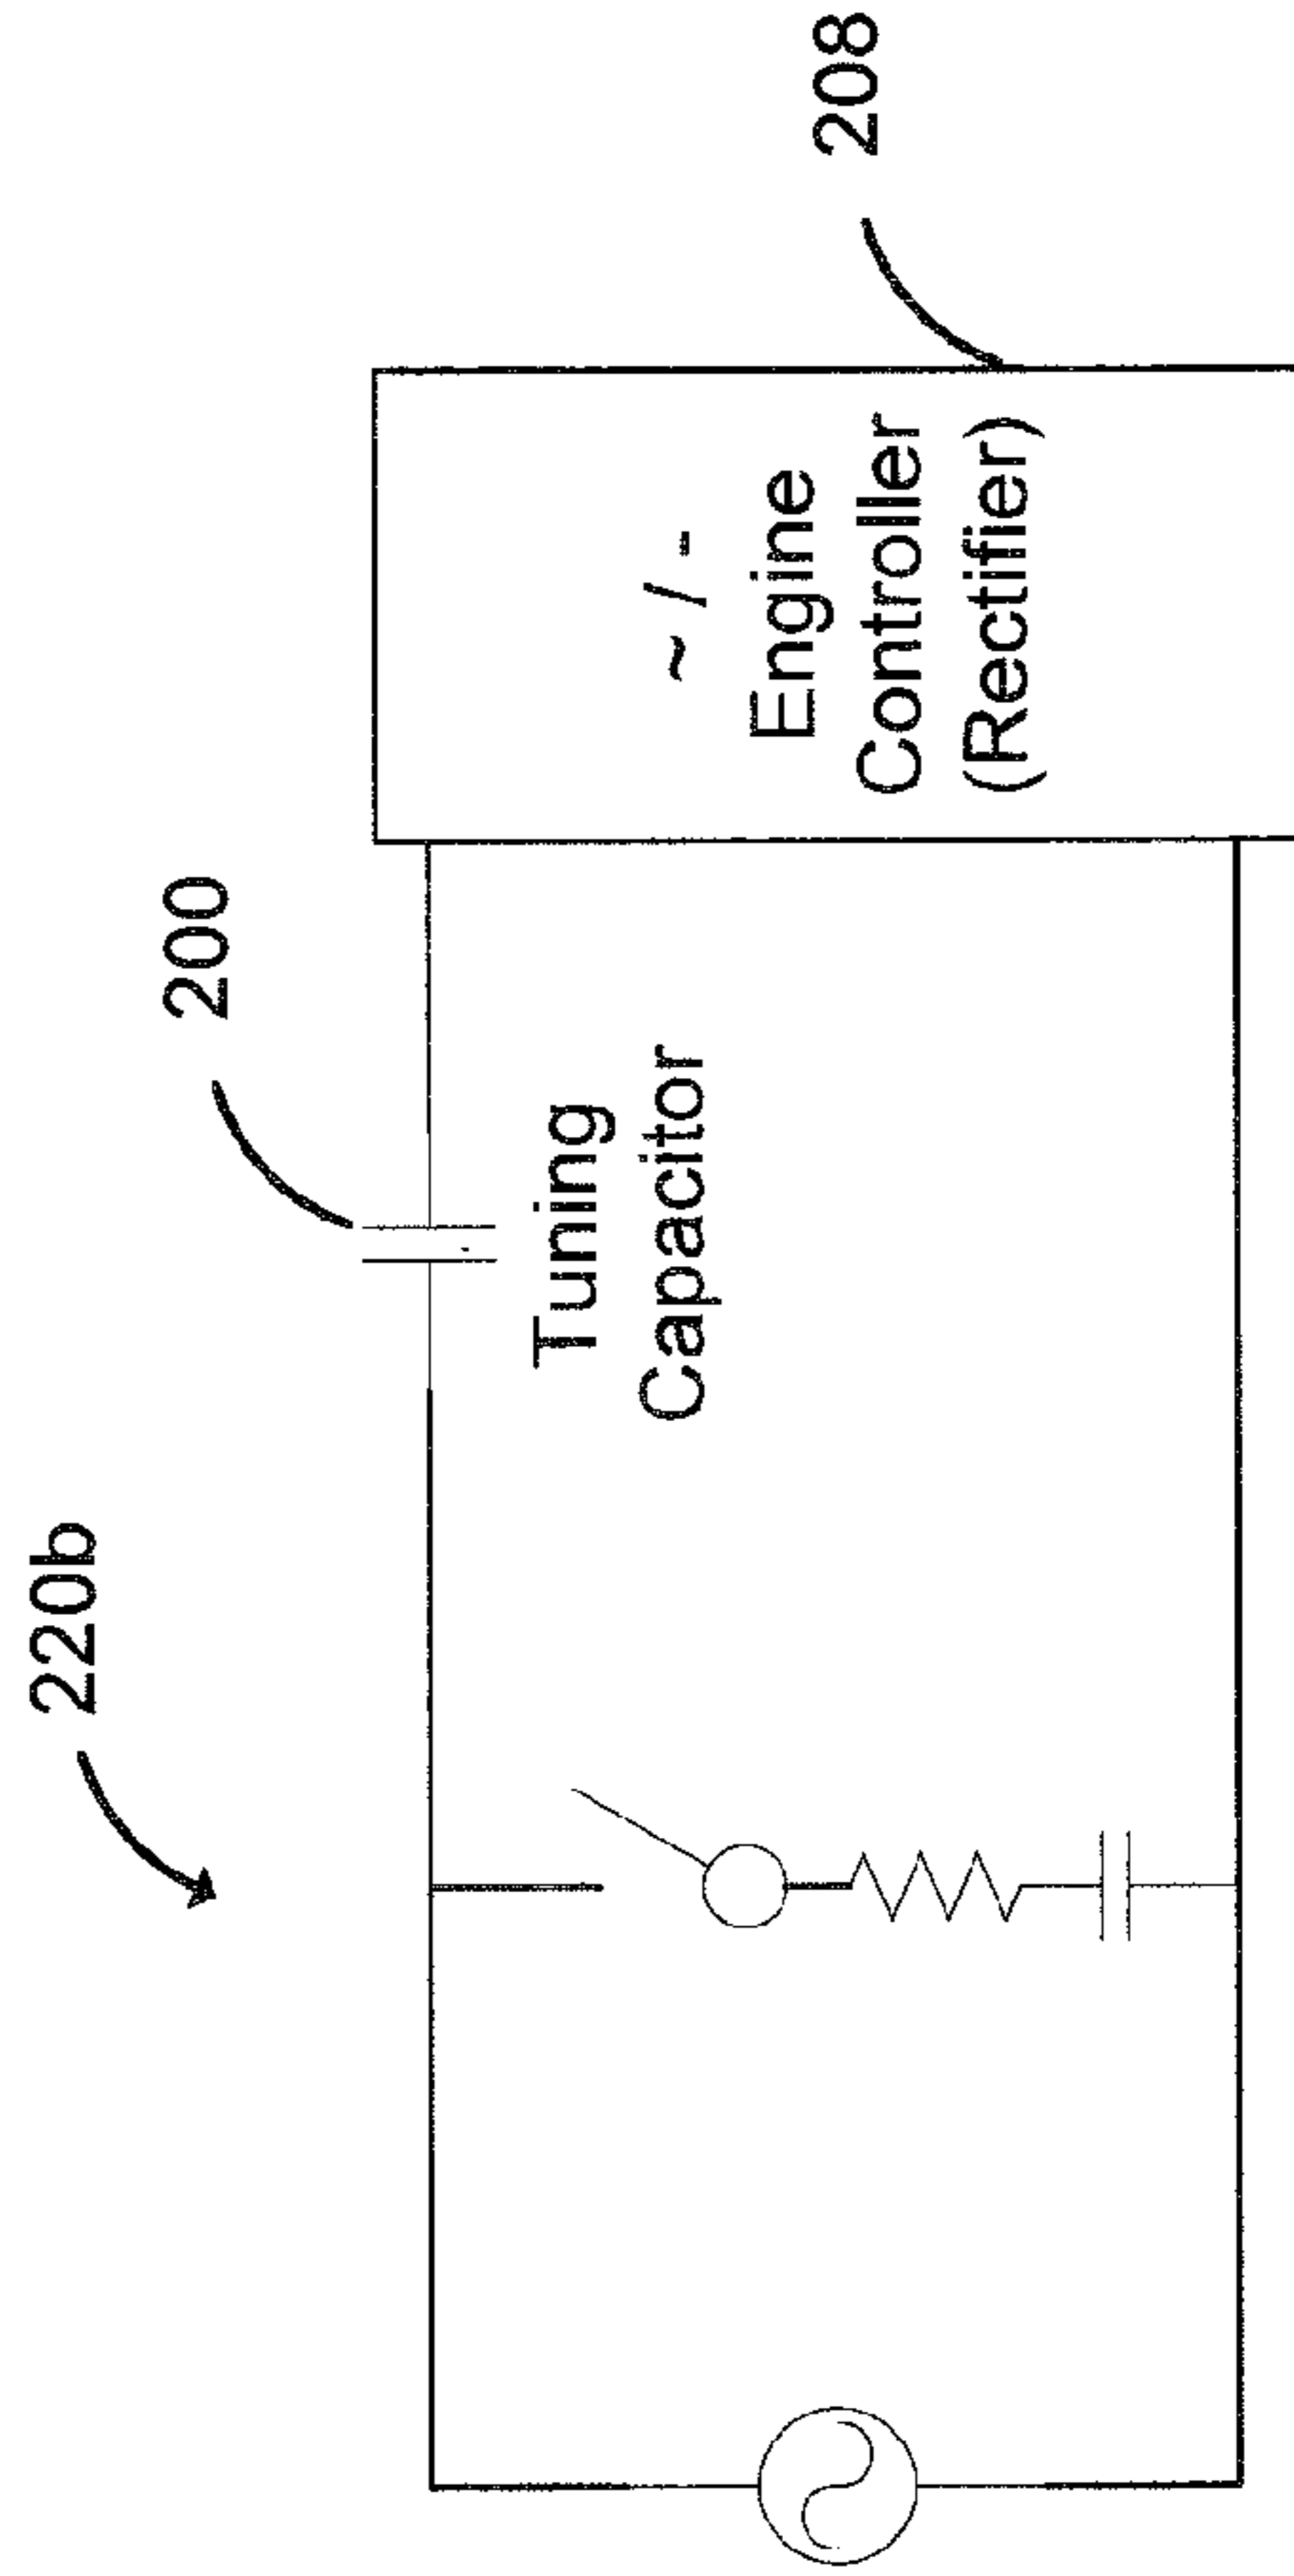 220b
200
208
Tuning
Capacitor
~ / -
Engine
Controller
(Rectifier)